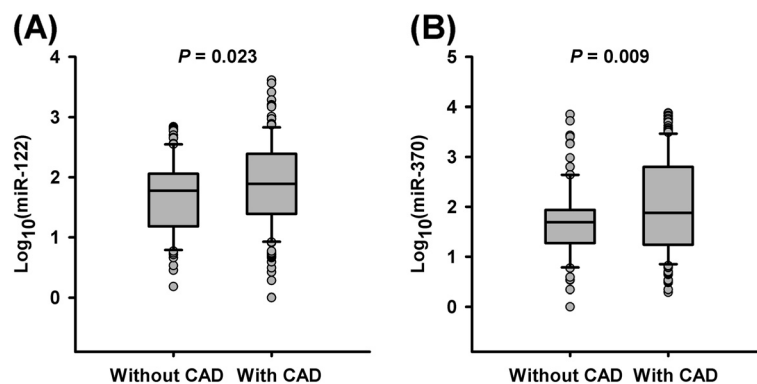 (A)
P = 0.023
Log10(miR-122)
4
3
2
1
0
Without CAD With CAD
(B)
P = 0.009
Log10(miR-370)
5
4
3
2
1
0
Without CAD With CAD